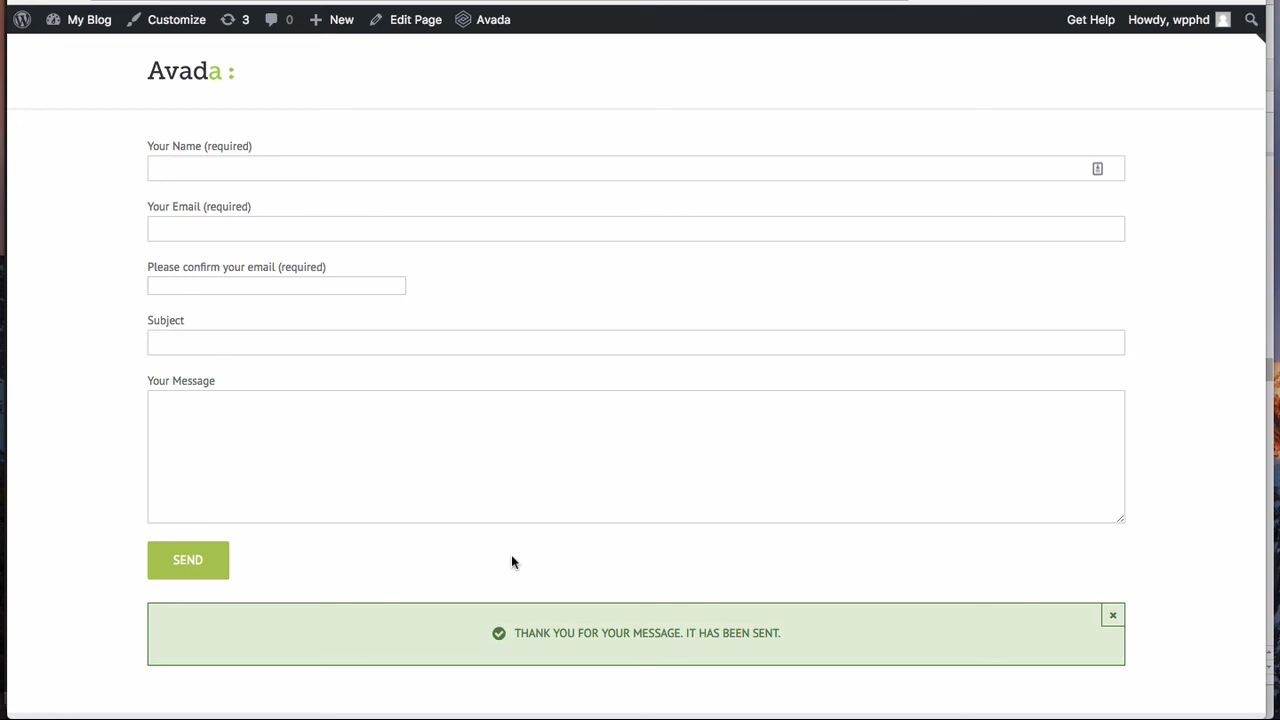 My Blog Customize 3 0 New Edit Page Avada Get Help Howdy, wpphd
Avada :
Your Name (required)
Your Email (required)
Please confirm your email (required)
Subject
Your Message
SEND
THANK YOU FOR YOUR MESSAGE. IT HAS BEEN SENT.